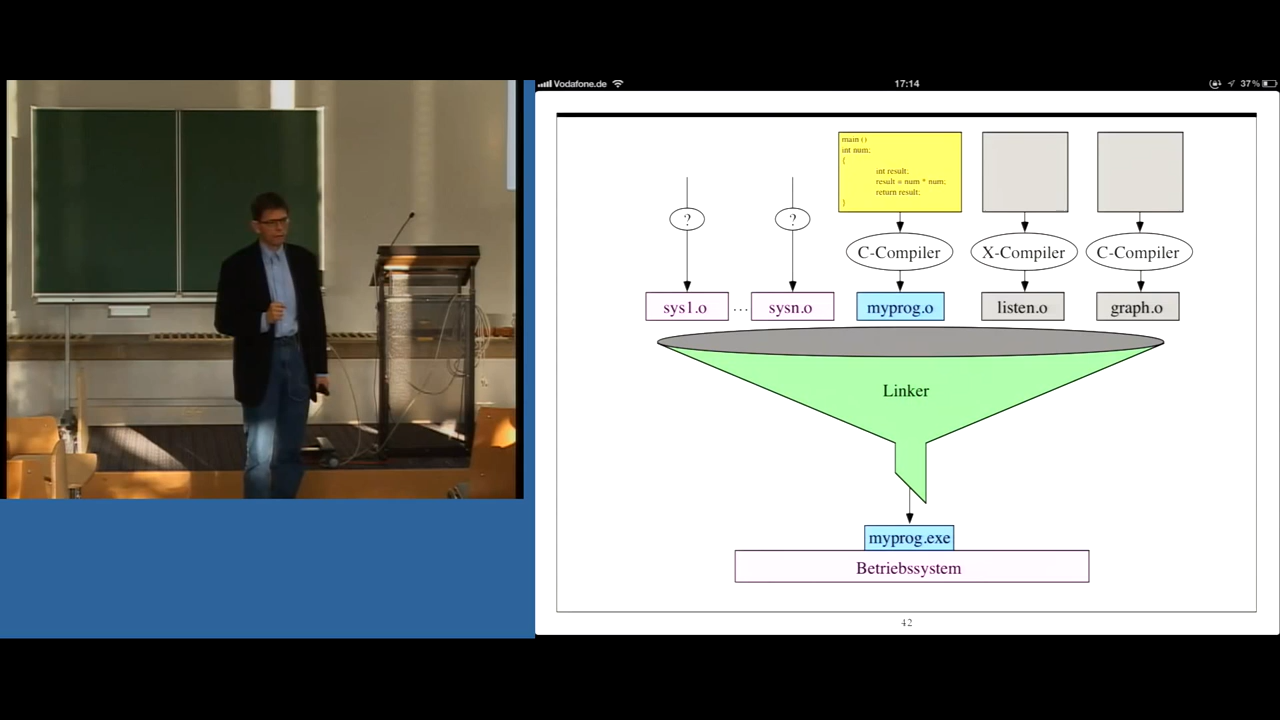 Vodafone.de 17:14 37%
main ()
int num;
{
int result;
result = num * num;
return result;
}
? ? C-Compiler X-Compiler C-Compiler
sys1.o ... sysn.o myprog.o listen.o graph.o
Linker
myprog.exe
Betriebssystem
42